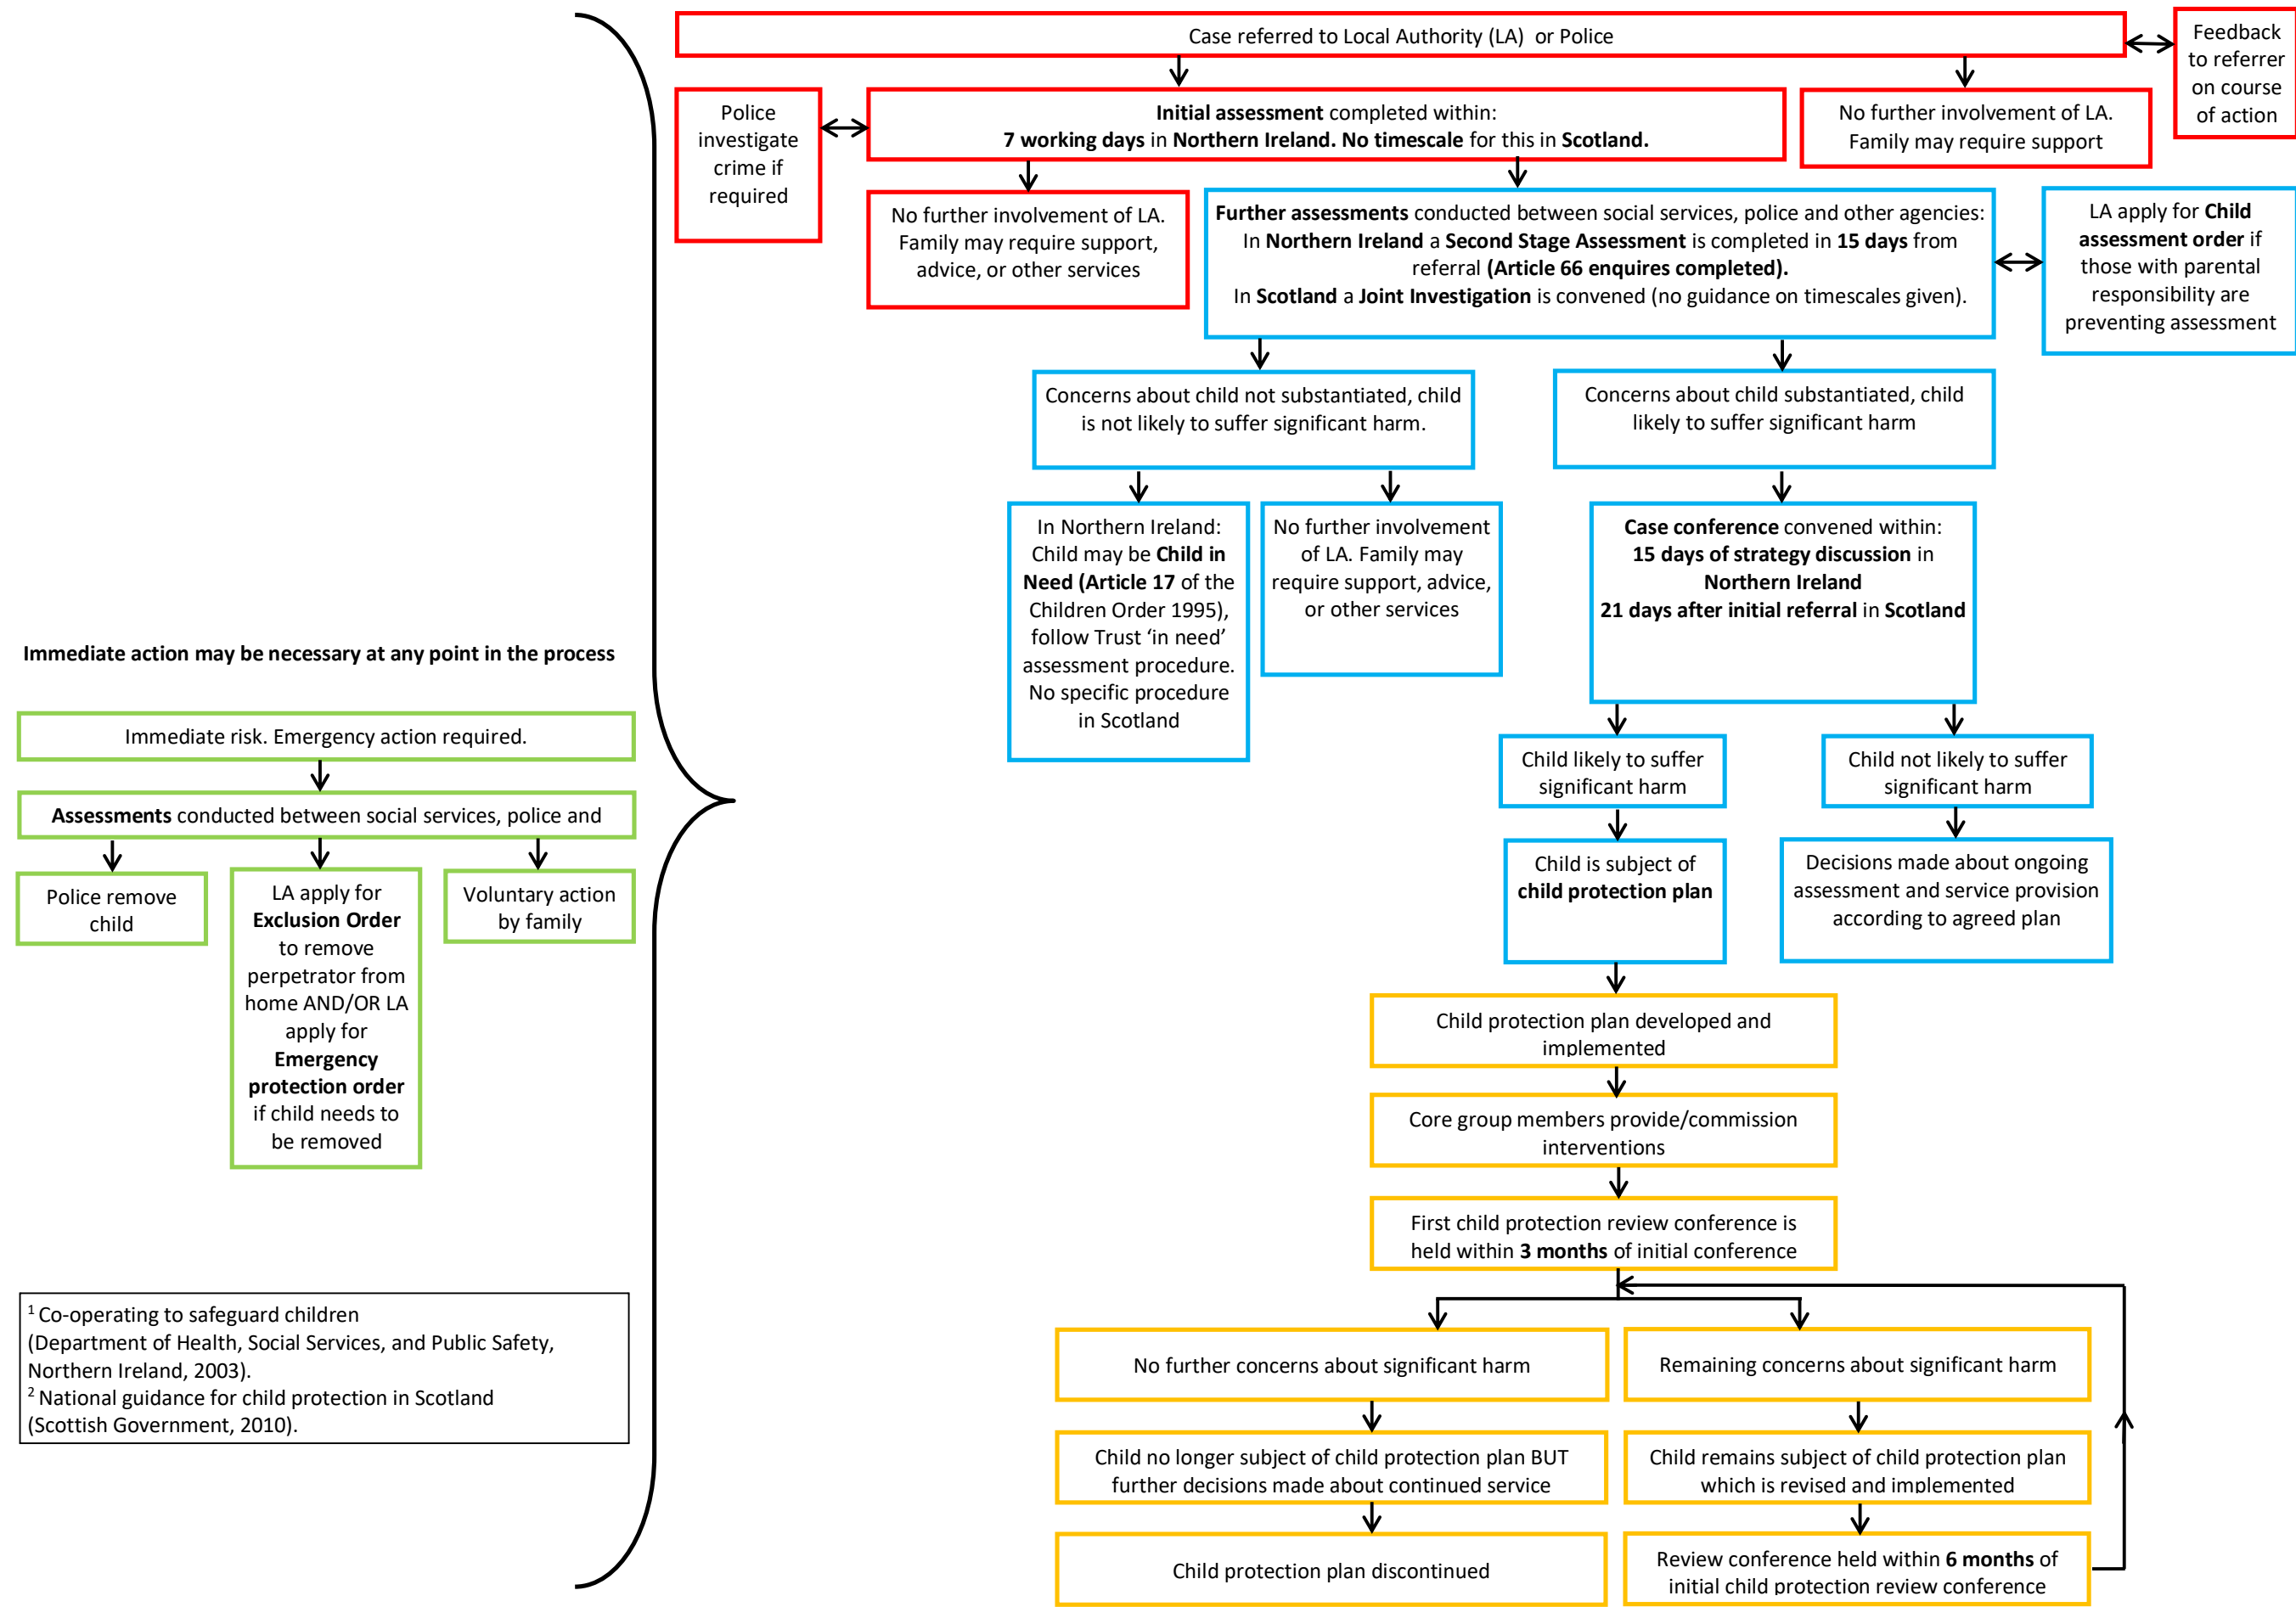 Case referred to Local Authority (LA) or Police
Feedback
to referrer
on course
of action
Police
investigate
crime if
required
Initial assessment completed within:
7 working days in Northern Ireland. No timescale for this in Scotland.
No further involvement of LA.
Family may require support
No further involvement of LA.
Family may require support,
advice, or other services
Further assessments conducted between social services, police and other agencies:
In Northern Ireland a Second Stage Assessment is completed in 15 days from
referral (Article 66 enquires completed).
In Scotland a Joint Investigation is convened (no guidance on timescales given).
LA apply for Child
assessment order if
those with parental
responsibility are
preventing assessment
Concerns about child not substantiated, child
is not likely to suffer significant harm.
Concerns about child substantiated, child
likely to suffer significant harm
In Northern Ireland:
Child may be Child in
Need (Article 17 of the
Children Order 1995),
follow Trust ‘in need’
assessment procedure.
No specific procedure
in Scotland
No further involvement
of LA. Family may
require support, advice,
or other services
Case conference convened within:
15 days of strategy discussion in
Northern Ireland
21 days after initial referral in Scotland
Immediate action may be necessary at any point in the process
Immediate risk. Emergency action required.
Assessments conducted between social services, police and
Police remove
child
LA apply for
Exclusion Order
to remove
perpetrator from
home AND/OR LA
apply for
Emergency
protection order
if child needs to
be removed
Voluntary action
by family
Child likely to suffer
significant harm
Child not likely to suffer
significant harm
Child is subject of
child protection plan
Decisions made about ongoing
assessment and service provision
according to agreed plan
Child protection plan developed and
implemented
Core group members provide/commission
interventions
First child protection review conference is
held within 3 months of initial conference
No further concerns about significant harm
Remaining concerns about significant harm
Child no longer subject of child protection plan BUT
further decisions made about continued service
Child remains subject of child protection plan
which is revised and implemented
Child protection plan discontinued
Review conference held within 6 months of
initial child protection review conference
1 Co-operating to safeguard children
(Department of Health, Social Services, and Public Safety,
Northern Ireland, 2003).
2 National guidance for child protection in Scotland
(Scottish Government, 2010).